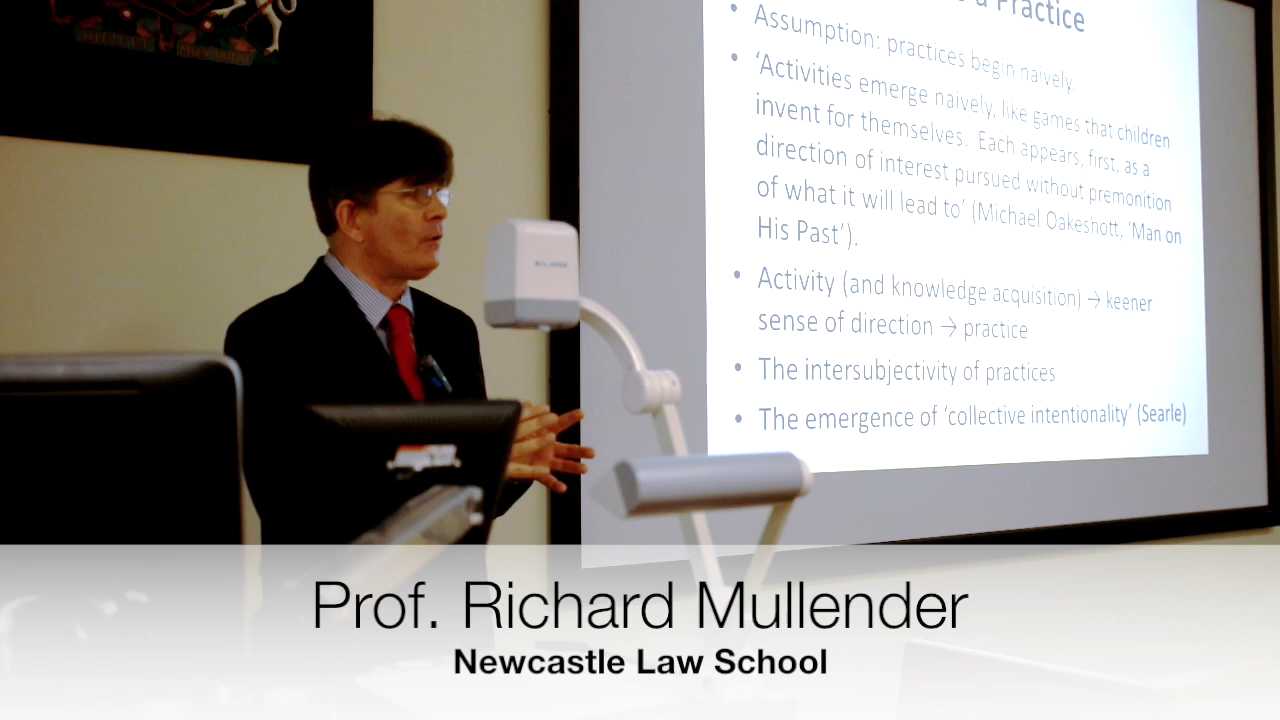 a Practice
• Assumption: practices begin naively.
• ‘Activities emerge naively, like games that children
invent for themselves. Each appears, first, as a
direction of interest pursued without premonition
of what it will lead to’ (Michael Oakeshott, ‘Man on
His Past’).
• Activity (and knowledge acquisition) → keener
sense of direction → practice
• The intersubjectivity of practices
• The emergence of ‘collective intentionality’ (Searle)
Prof. Richard Mullender
Newcastle Law School